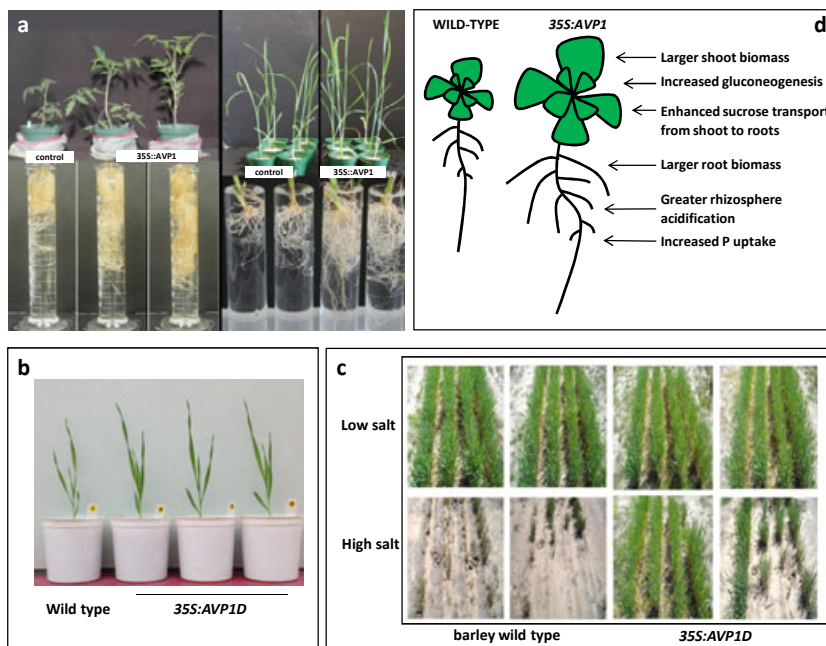 a
control
35S::AVP1
control
35S::AVP1
d
WILD-TYPE
35S:AVP1
Larger shoot biomass
Increased gluconeogenesis
Enhanced sucrose transport
from shoot to roots
Larger root biomass
Greater rhizosphere
acidification
Increased P uptake
b
Wild type
35S:AVP1D
c
Low salt
High salt
barley wild type
35S:AVP1D